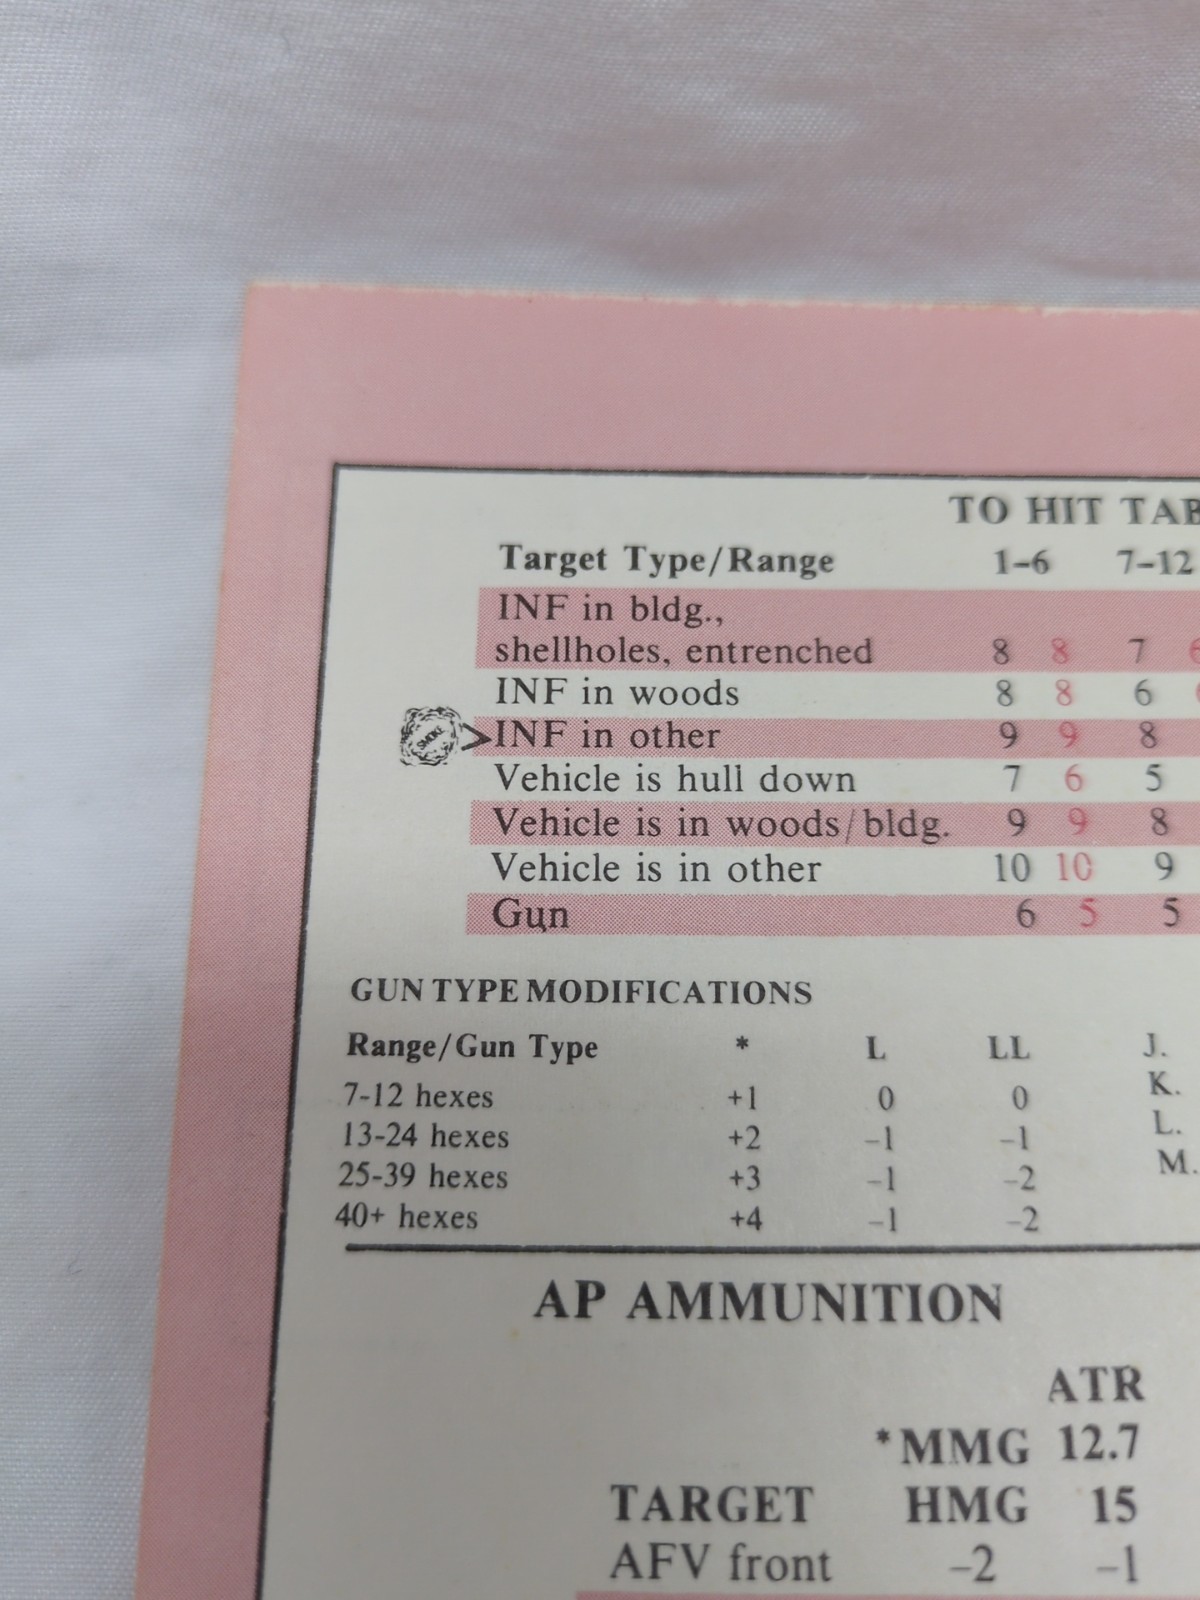 TO HIT TAB
Target Type/Range 1-6 7-12
INF in bldg.,
shellholes, entrenched 8 8 7 6
INF in woods 8 8 6
SMOKE > INF in other 9 9 8
Vehicle is hull down 7 6 5
Vehicle is in woods/bldg. 9 9 8
Vehicle is in other 10 10 9
Gun 6 5 5
GUN TYPE MODIFICATIONS
Range/Gun Type * L LL J.
7-12 hexes +1 0 0 K.
13-24 hexes +2 -1 -1 L.
25-39 hexes +3 -1 -2 M.
40+ hexes +4 -1 -2
AP AMMUNITION
ATR
*MMG 12.7
TARGET HMG 15
AFV front -2 -1